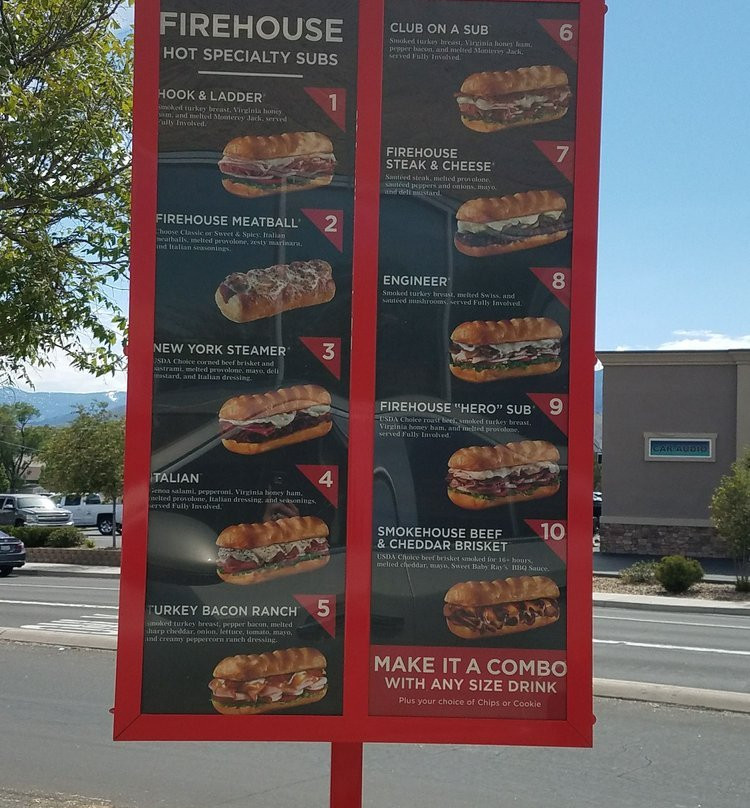 FIREHOUSE
HOT SPECIALTY SUBS
HOOK & LADDER®
1
smoked turkey breast, Virginia honey
ham, and melted Monterey Jack, served
Fully Involved.
FIREHOUSE MEATBALL®
2
Choose Classic or Sweet & Spicy. Italian
meatballs, melted provolone, zesty marinara,
and Italian seasonings.
NEW YORK STEAMER®
3
USDA Choice corned beef brisket and
pastrami, melted provolone, mayo, deli
mustard, and Italian dressing.
ITALIAN
4
Genoa salami, pepperoni, Virginia honey ham,
melted provolone, Italian dressing, and seasonings,
served Fully Involved.
TURKEY BACON RANCH™
5
smoked turkey breast, pepper bacon, melted
sharp cheddar, onion, lettuce, tomato, mayo,
and creamy peppercorn ranch dressing.
CLUB ON A SUB
6
Smoked turkey breast, Virginia honey ham,
pepper bacon, and melted Monterey Jack,
served Fully Involved.
FIREHOUSE
STEAK & CHEESE®
7
Sautéed steak, melted provolone,
sautéed peppers and onions, mayo,
and deli mustard.
ENGINEER®
8
Smoked turkey breast, melted Swiss, and
sautéed mushrooms, served Fully Involved.
FIREHOUSE "HERO" SUB®
9
USDA Choice roast beef, smoked turkey breast,
Virginia honey ham, and melted provolone,
served Fully Involved.
SMOKEHOUSE BEEF
& CHEDDAR BRISKET
10
USDA Choice beef brisket smoked for 16+ hours,
melted cheddar, mayo, Sweet Baby Ray's® BBQ Sauce.
MAKE IT A COMBO
WITH ANY SIZE DRINK
Plus your choice of Chips or Cookie
CAR AUDIO